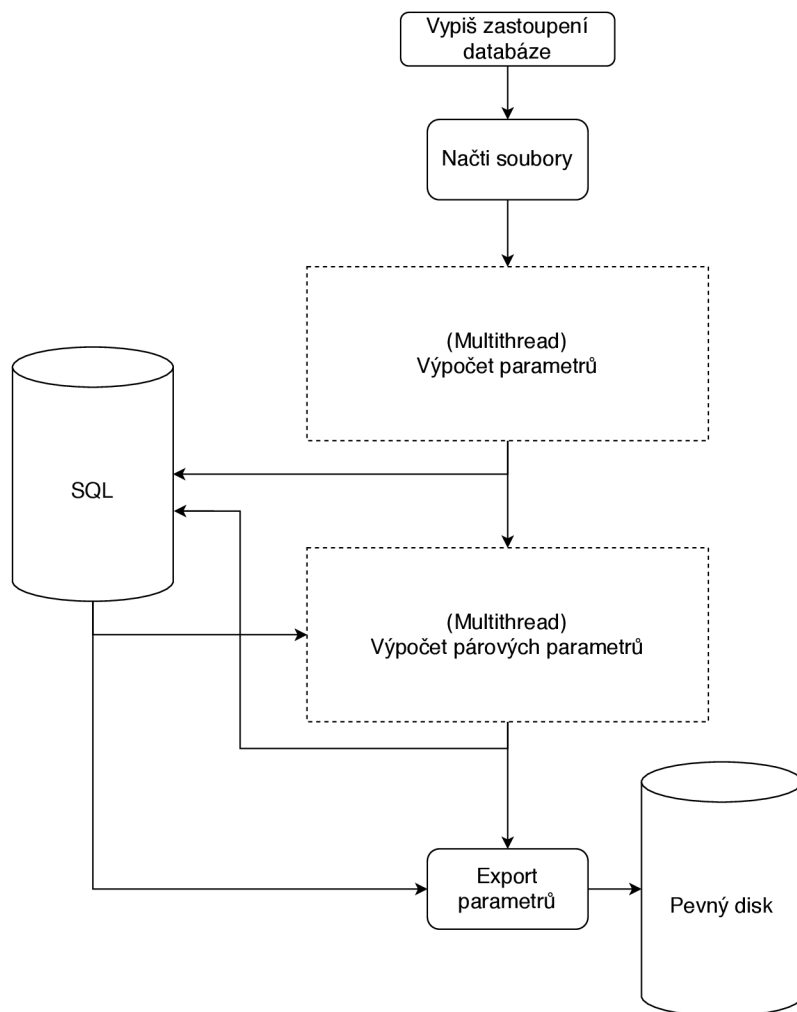 Vypiš zastoupení
databáze
Načti soubory
(Multithread)
Výpočet parametrů
SQL
(Multithread)
Výpočet párových parametrů
Export
parametrů
Pevný disk